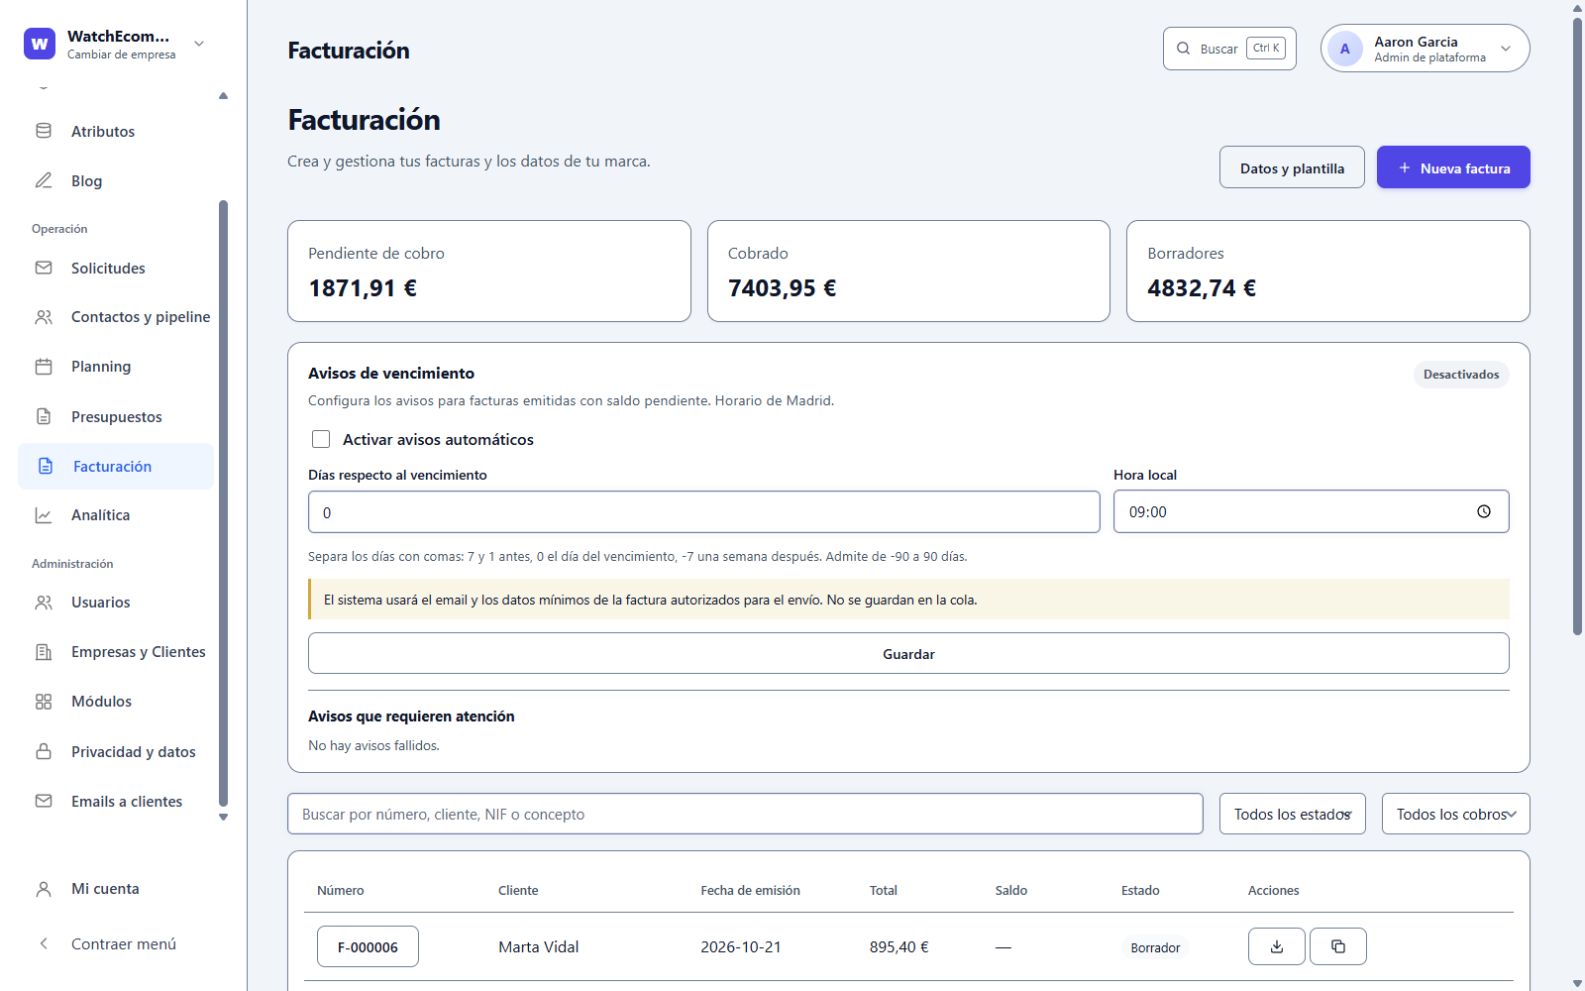 w
WatchEcom...
Cambiar de empresa
Atributos
Blog
Operación
Solicitudes
Contactos y pipeline
Planning
Presupuestos
Facturación
Analítica
Administración
Usuarios
Empresas y Clientes
Módulos
Privacidad y datos
Emails a clientes
Mi cuenta
Contraer menú
Facturación
Buscar Ctrl K
A
Aaron Garcia
Admin de plataforma
Facturación
Crea y gestiona tus facturas y los datos de tu marca.
Datos y plantilla
+ Nueva factura
Pendiente de cobro
1871,91 €
Cobrado
7403,95 €
Borradores
4832,74 €
Avisos de vencimiento
Desactivados
Configura los avisos para facturas emitidas con saldo pendiente. Horario de Madrid.
Activar avisos automáticos
Días respecto al vencimiento
0
Hora local
09:00
Separa los días con comas: 7 y 1 antes, 0 el día del vencimiento, -7 una semana después. Admite de -90 a 90 días.
El sistema usará el email y los datos mínimos de la factura autorizados para el envío. No se guardan en la cola.
Guardar
Avisos que requieren atención
No hay avisos fallidos.
Buscar por número, cliente, NIF o concepto
Todos los estados
Todos los cobros
Número Cliente Fecha de emisión Total Saldo Estado Acciones
F-000006 Marta Vidal 2026-10-21 895,40 € — Borrador